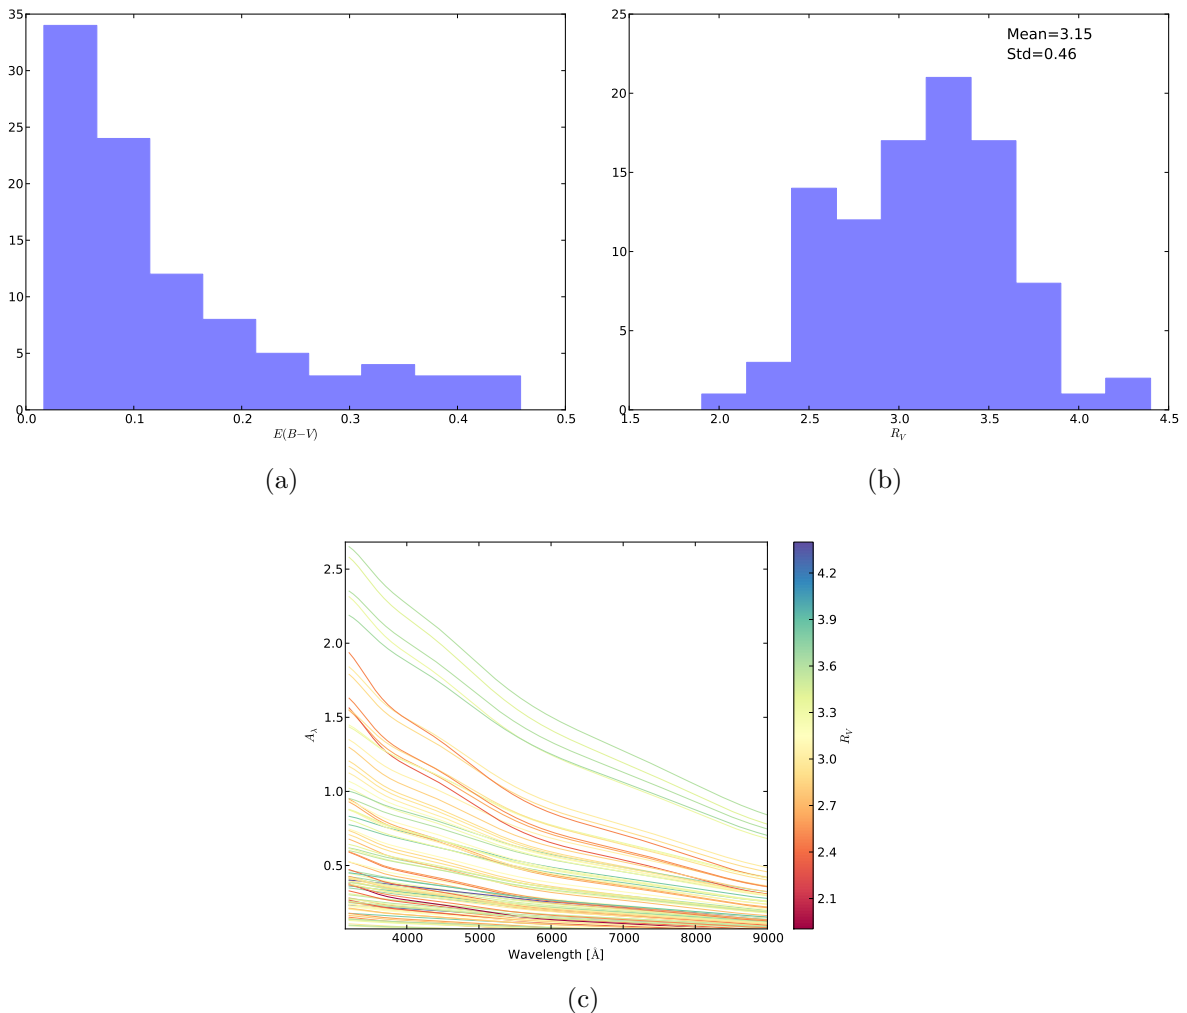 35
30
25
20
15
10
5
0
0.0 0.1 0.2 0.3 0.4 0.5
E(B−V)
(a)
25
20
15
10
5
0
Mean=3.15
Std=0.46
1.5 2.0 2.5 3.0 3.5 4.0 4.5
R_V
(b)
2.5
2.0
1.5
1.0
0.5
A_λ
4000 5000 6000 7000 8000 9000
Wavelength [Å]
4.2
3.9
3.6
3.3
3.0
2.7
2.4
2.1
R_V
(c)